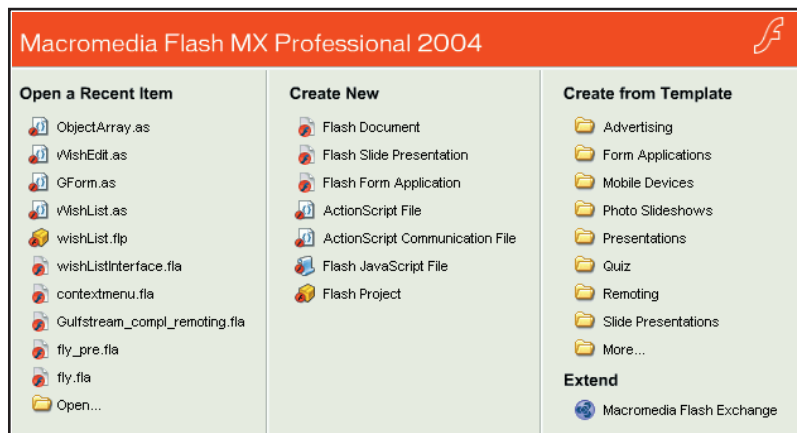 Macromedia Flash MX Professional 2004
Open a Recent Item
ObjectArray.as
WishEdit.as
GForm.as
WishList.as
wishList.flp
wishListInterface.fla
contextmenu.fla
Gulfstream_compl_remoting.fla
fly_pre.fla
fly.fla
Open...
Create New
Flash Document
Flash Slide Presentation
Flash Form Application
ActionScript File
ActionScript Communication File
Flash JavaScript File
Flash Project
Create from Template
Advertising
Form Applications
Mobile Devices
Photo Slideshows
Presentations
Quiz
Remoting
Slide Presentations
More...
Extend
Macromedia Flash Exchange